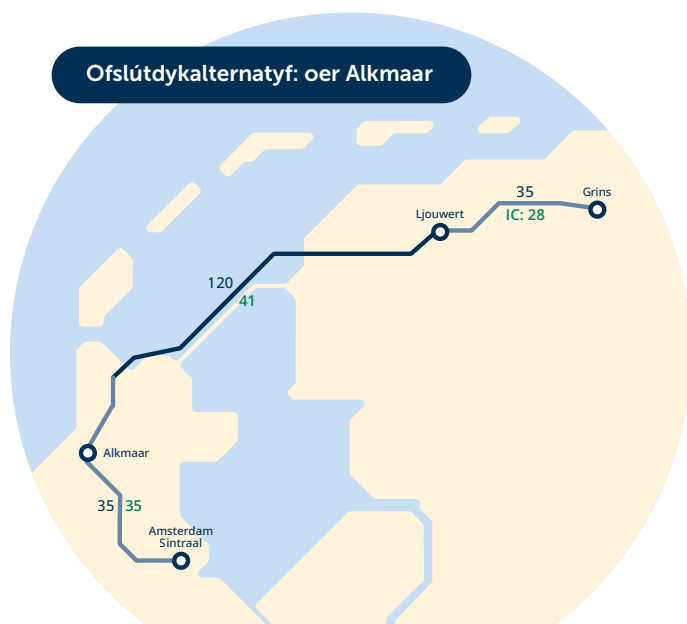 Ofslútdykalternatyf: oer Alkmaar
35
Grins
Ljouwert
IC: 28
120
41
Alkmaar
35 35
Amsterdam
Sintraal